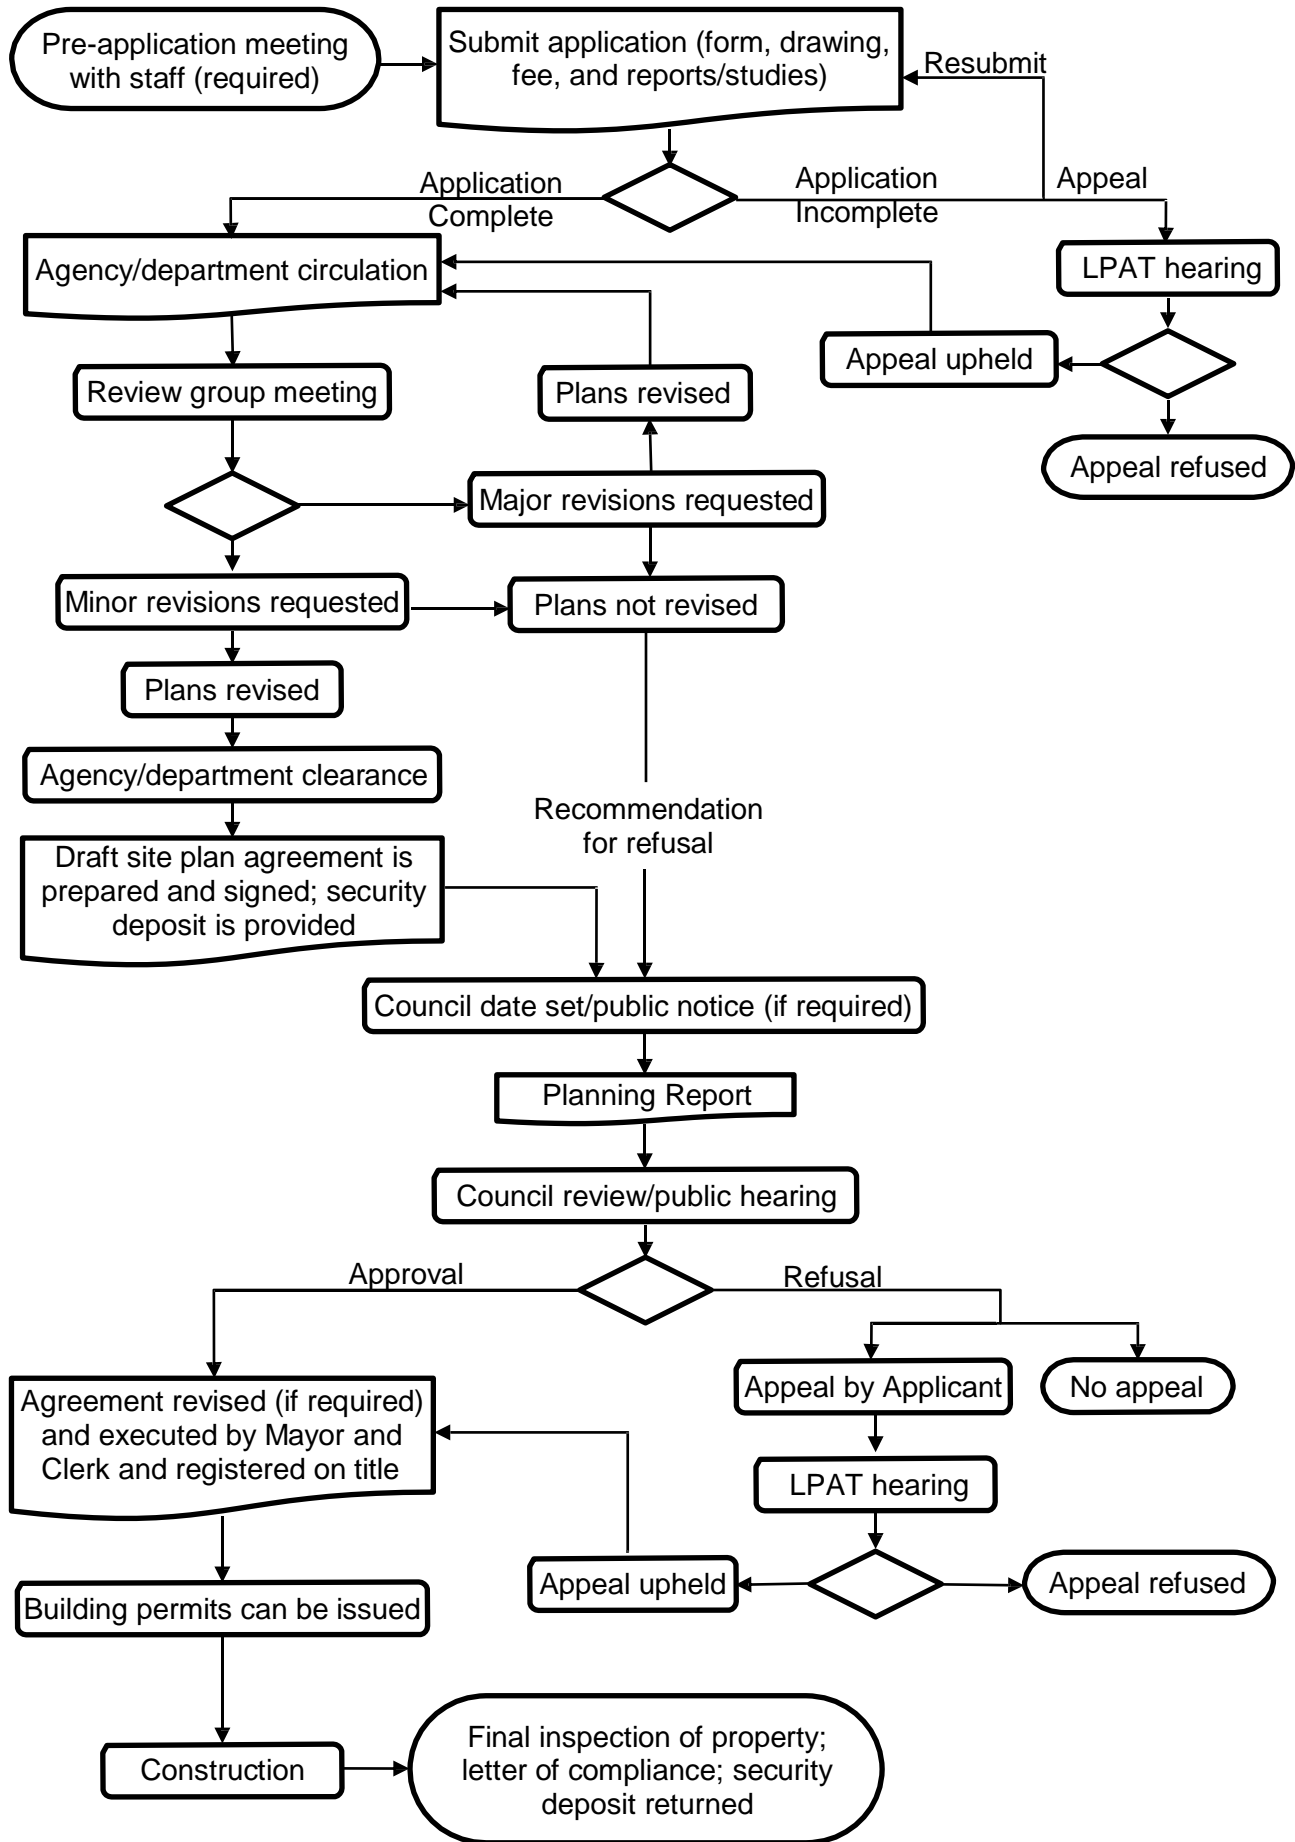 Pre-application meeting
with staff (required)
Submit application (form, drawing,
fee, and reports/studies)
Resubmit
Application
Complete
Application
Incomplete
Appeal
Agency/department circulation
LPAT hearing
Appeal upheld
Review group meeting
Plans revised
Appeal refused
Major revisions requested
Minor revisions requested
Plans not revised
Plans revised
Agency/department clearance
Recommendation
for refusal
Draft site plan agreement is
prepared and signed; security
deposit is provided
Council date set/public notice (if required)
Planning Report
Council review/public hearing
Approval
Refusal
Appeal by Applicant
No appeal
Agreement revised (if required)
and executed by Mayor and
Clerk and registered on title
LPAT hearing
Appeal upheld
Appeal refused
Building permits can be issued
Construction
Final inspection of property;
letter of compliance; security
deposit returned